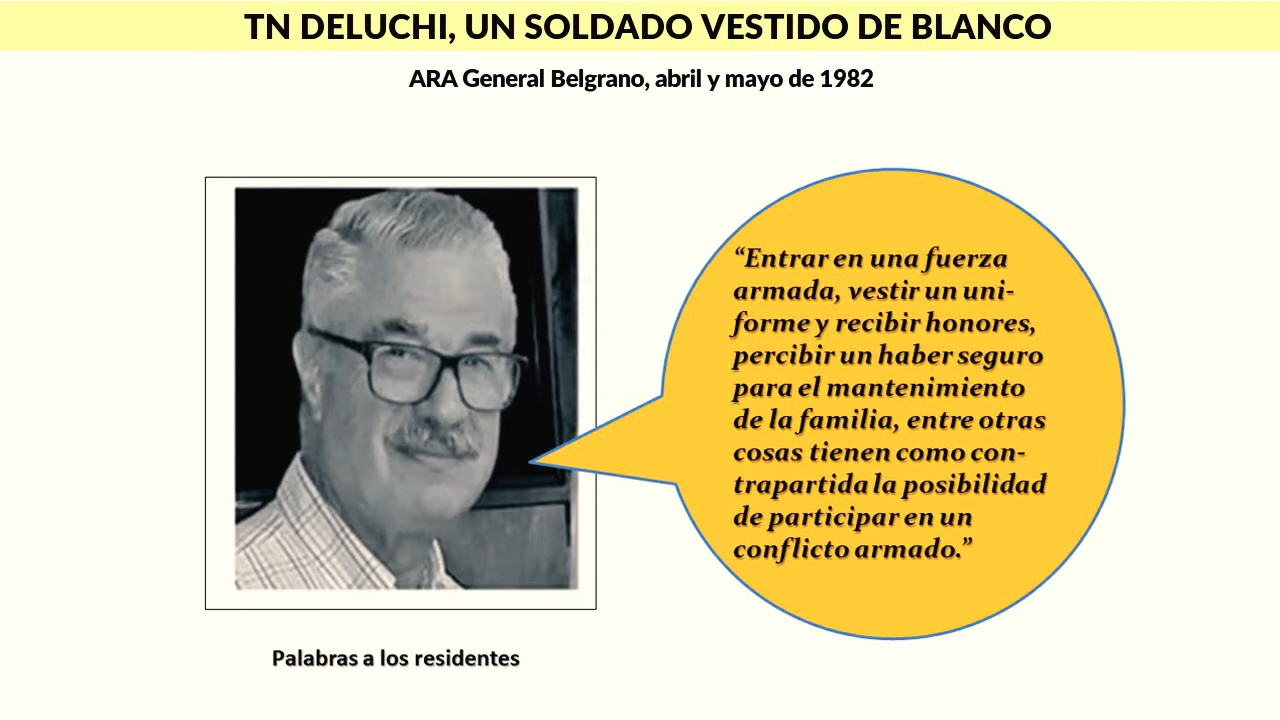 TN DELUCHI, UN SOLDADO VESTIDO DE BLANCO
ARA General Belgrano, abril y mayo de 1982
“Entrar en una fuerza
armada, vestir un uni-
forme y recibir honores,
percibir un haber seguro
para el mantenimiento
de la familia, entre otras
cosas tienen como con-
trapartida la posibilidad
de participar en un
conflicto armado.”
Palabras a los residentes